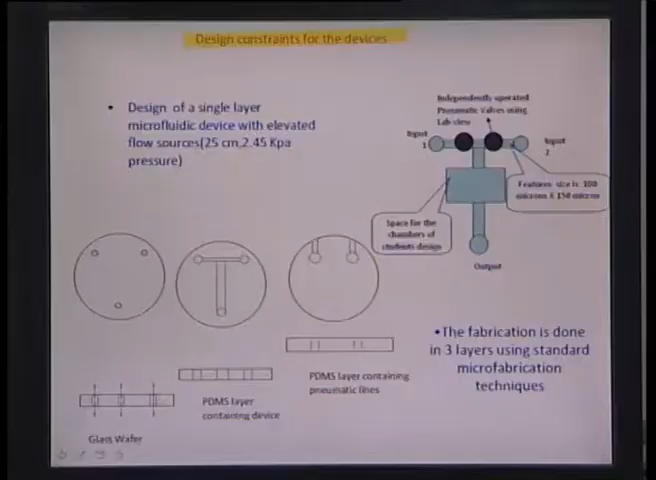 Design constraints for the devices
• Design of a single layer
microfluidic device with elevated
flow sources(25 cm,2.45 Kpa
pressure)
Independently operated
Pneumatic Valves using
Lab view
Input
1
Input
2
Features size is 100
microns X 150 micron
Space for the
chambers of
students design
Output
•The fabrication is done
in 3 layers using standard
microfabrication
techniques
PDMS layer containing
pneumatic lines
PDMS layer
containing device
Glass Wafer